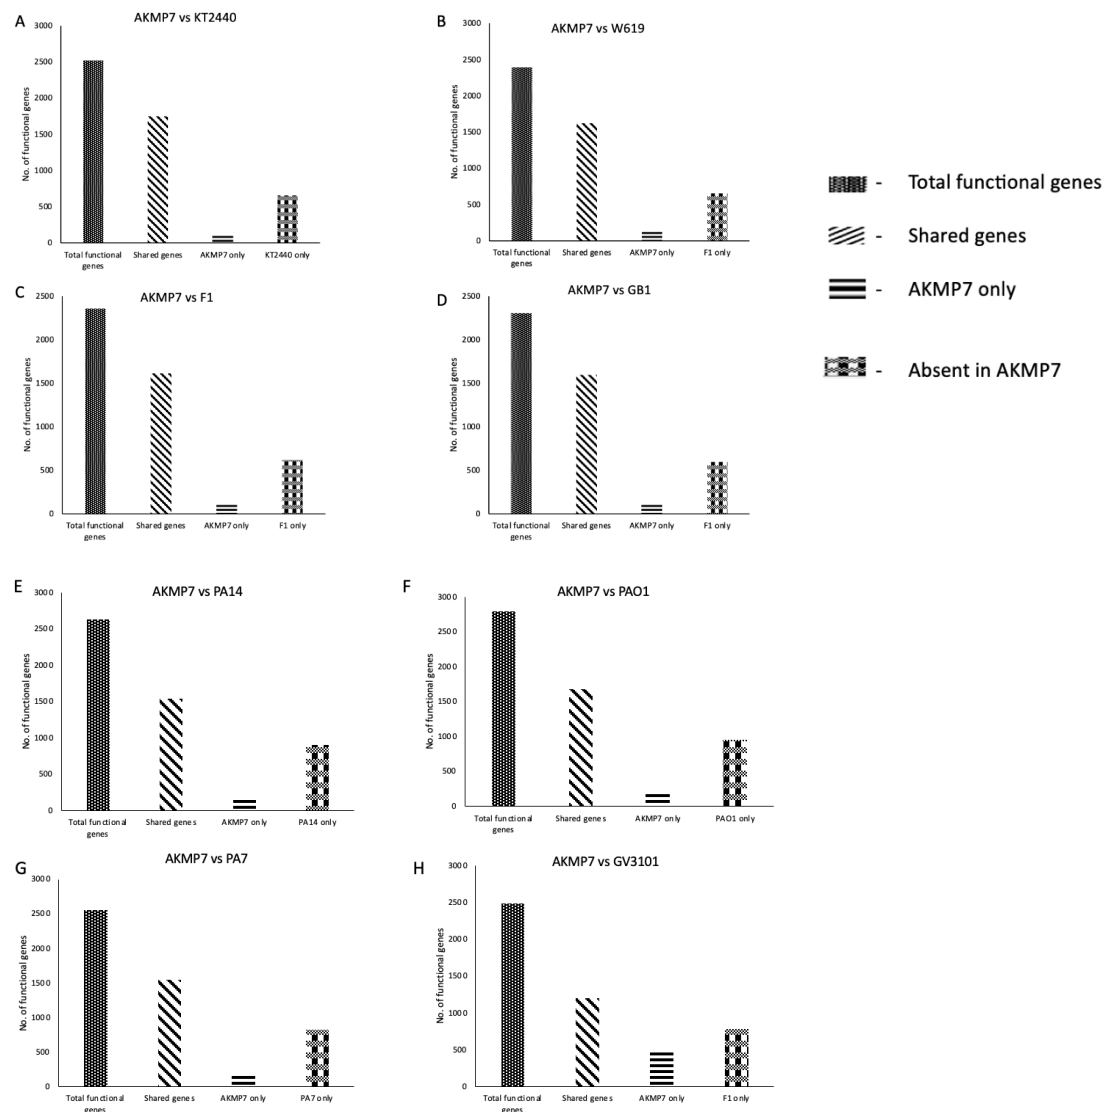 A
AKMP7 vs KT2440
3000
2500
2000
1500
1000
500
0
No. of functional genes
Total functional genes
Shared genes
AKMP7 only
KT2440 only
B
AKMP7 vs W619
3000
2500
2000
1500
1000
500
0
No. of functional genes
Total functional genes
Shared genes
AKMP7 only
F1 only
- Total functional genes
- Shared genes
- AKMP7 only
- Absent in AKMP7
C
AKMP7 vs F1
2500
2000
1500
1000
500
0
No. of functional genes
Total functional genes
Shared genes
AKMP7 only
F1 only
D
AKMP7 vs GB1
2500
2000
1500
1000
500
0
No. of functional genes
Total functional genes
Shared genes
AKMP7 only
F1 only
E
AKMP7 vs PA14
3000
2500
2000
1500
1000
500
0
No. of functional genes
Total functional genes
Shared genes
AKMP7 only
PA14 only
F
AKMP7 vs PAO1
3000
2500
2000
1500
1000
500
0
No. of functional genes
Total functional genes
Shared genes
AKMP7 only
PAO1 only
G
AKMP7 vs PA7
3000
2500
2000
1500
1000
500
0
No. of functional genes
Total functional genes
Shared genes
AKMP7 only
PA7 only
H
AKMP7 vs GV3101
3000
2500
2000
1500
1000
500
0
No. of functional genes
Total functional genes
Shared genes
AKMP7 only
F1 only